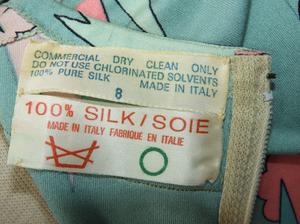 COMMERCIAL DRY CLEAN ONLY
DO NOT USE CHLORINATED SOLVENTS
100% PURE SILK MADE IN ITALY
8
100% SILK/SOIE
MADE IN ITALY FABRIQUE EN ITALIE